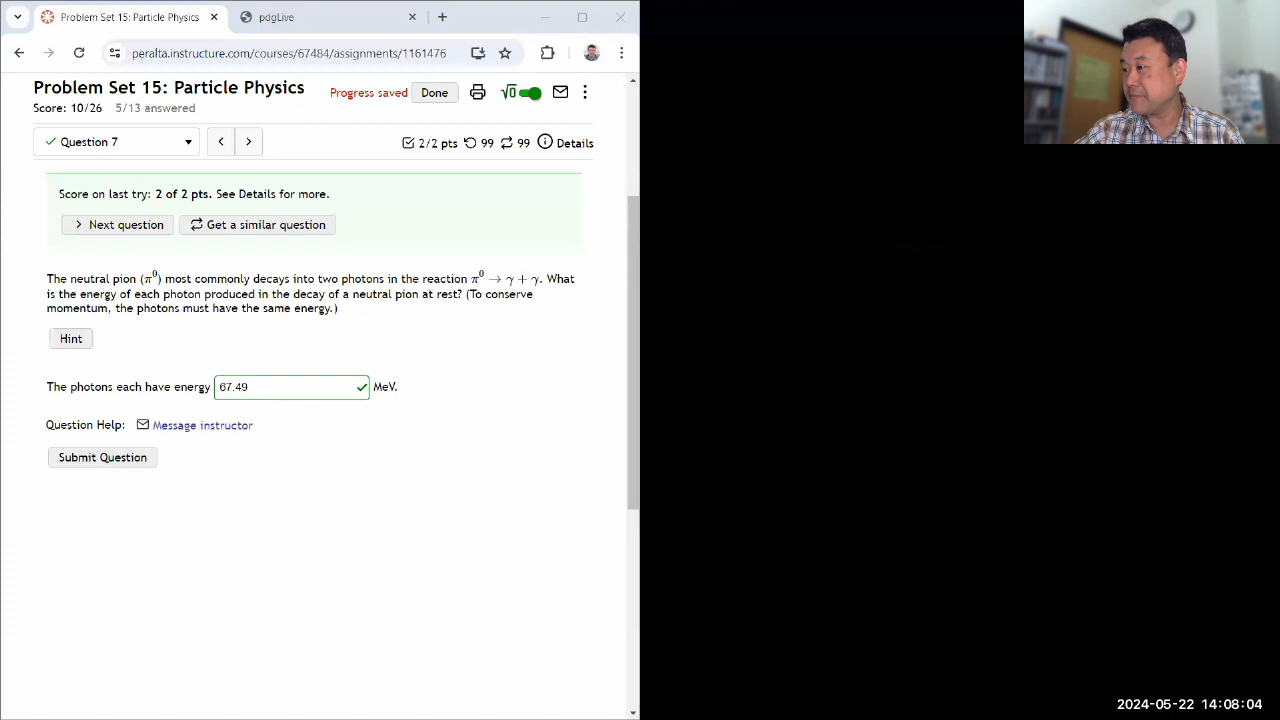 Problem Set 15: Particle Physics
pdgLive
peralta.instructure.com/courses/67484/assignments/1161476
Problem Set 15: Particle Physics
Progress saved
Done
√0
Score: 10/26 5/13 answered
Question 7
2/2 pts 99 99 Details
Score on last try: 2 of 2 pts. See Details for more.
Next question
Get a similar question
The neutral pion (π⁰) most commonly decays into two photons in the reaction π⁰ → γ + γ. What
is the energy of each photon produced in the decay of a neutral pion at rest? (To conserve
momentum, the photons must have the same energy.)
Hint
The photons each have energy 67.49 MeV.
Question Help: Message instructor
Submit Question
2024-05-22 14:08:04